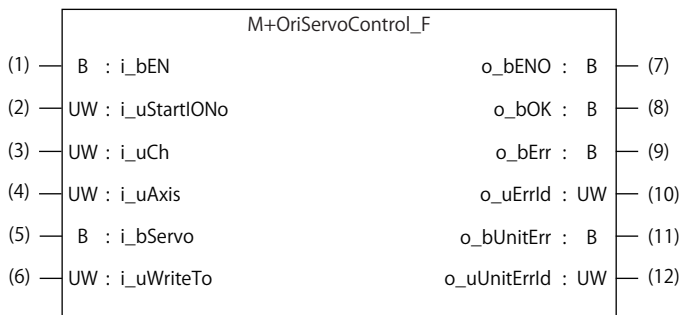 M+OriServoControl_F
(1) B : i_bEN o_bENO : B (7)
(2) UW : i_uStartIONo o_bOK : B (8)
(3) UW : i_uCh o_bErr : B (9)
(4) UW : i_uAxis o_uErrId : UW (10)
(5) B : i_bServo o_bUnitErr : B (11)
(6) UW : i_uWriteTo o_uUnitErrId : UW (12)